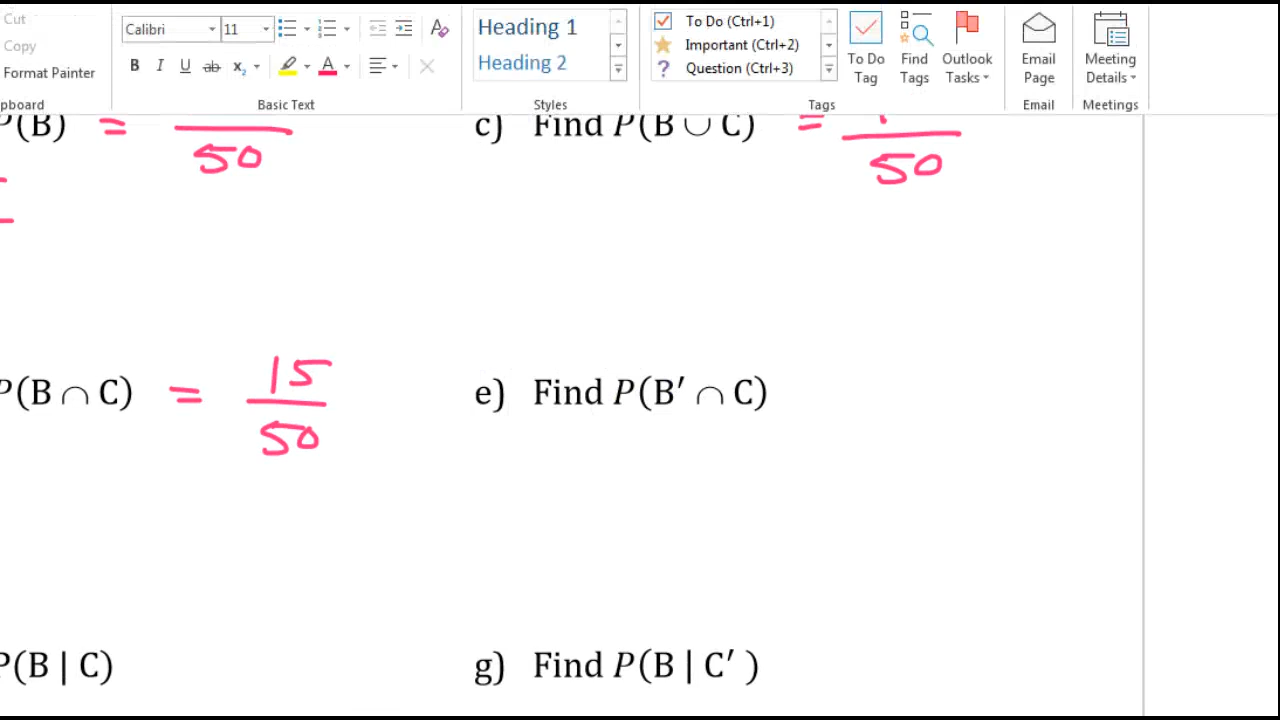 Cut
Copy
Format Painter
pboard
Calibri 11
B I U ab x₂ A
Basic Text
Heading 1
Heading 2
Styles
To Do (Ctrl+1)
Important (Ctrl+2)
? Question (Ctrl+3)
To Do Tag
Find Tags
Outlook Tasks
Tags
Email Page
Email
Meeting Details
Meetings
P(B) = /50
c) Find P(B ∪ C) = /50
P(B ∩ C) = 15/50
e) Find P(B′ ∩ C)
P(B | C)
g) Find P(B | C′ )